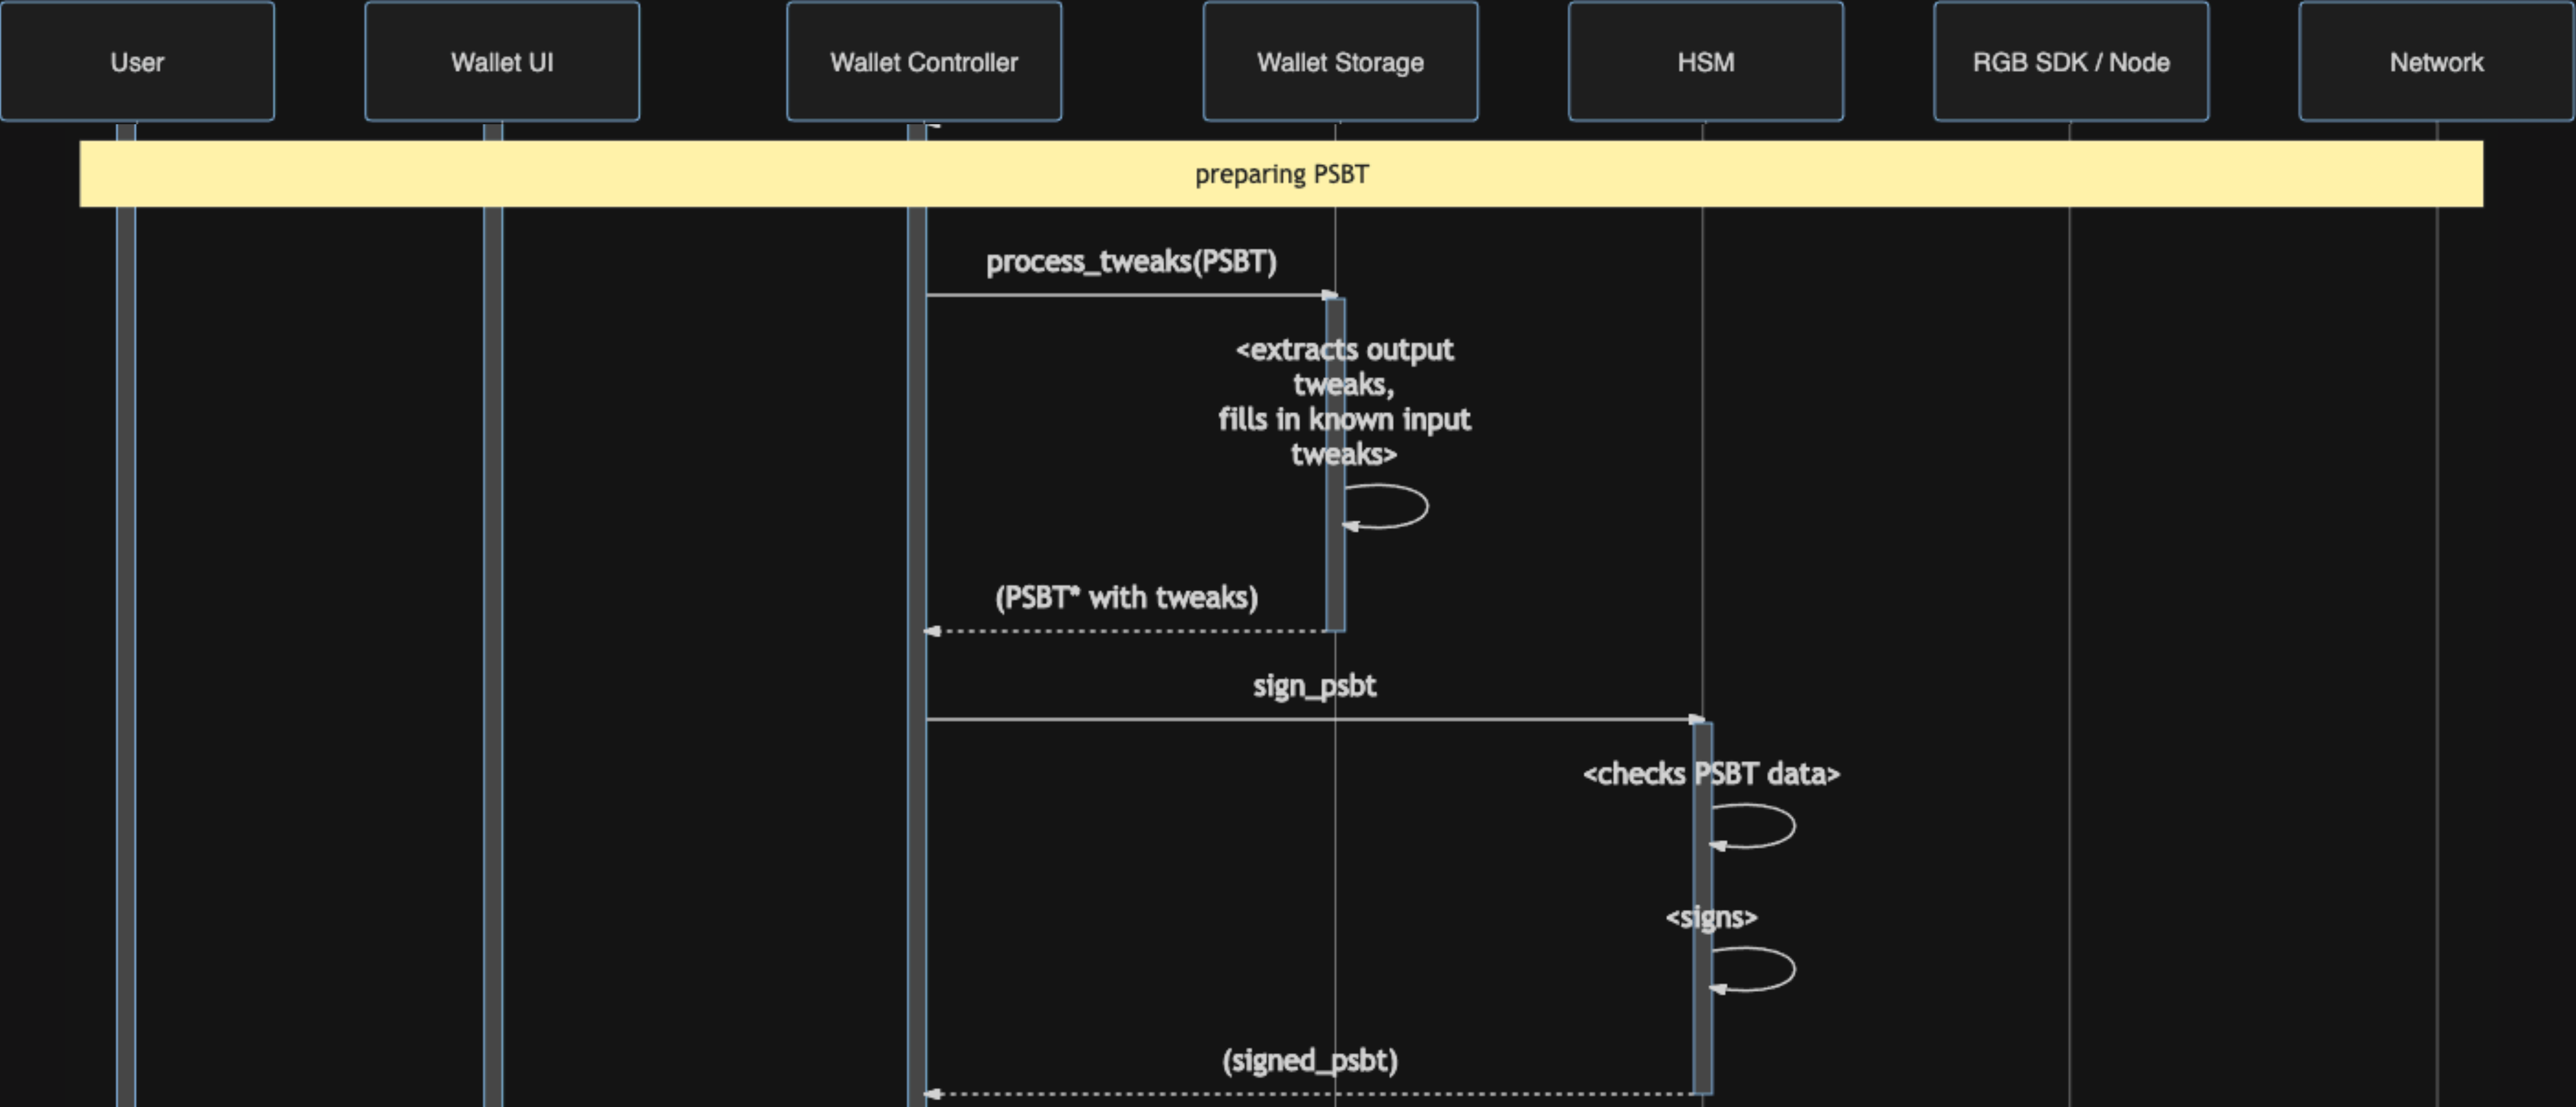 User
Wallet UI
Wallet Controller
Wallet Storage
HSM
RGB SDK / Node
Network
preparing PSBT
process_tweaks(PSBT)
<extracts output
tweaks,
fills in known input
tweaks>
(PSBT* with tweaks)
sign_psbt
<checks PSBT data>
<signs>
(signed_psbt)